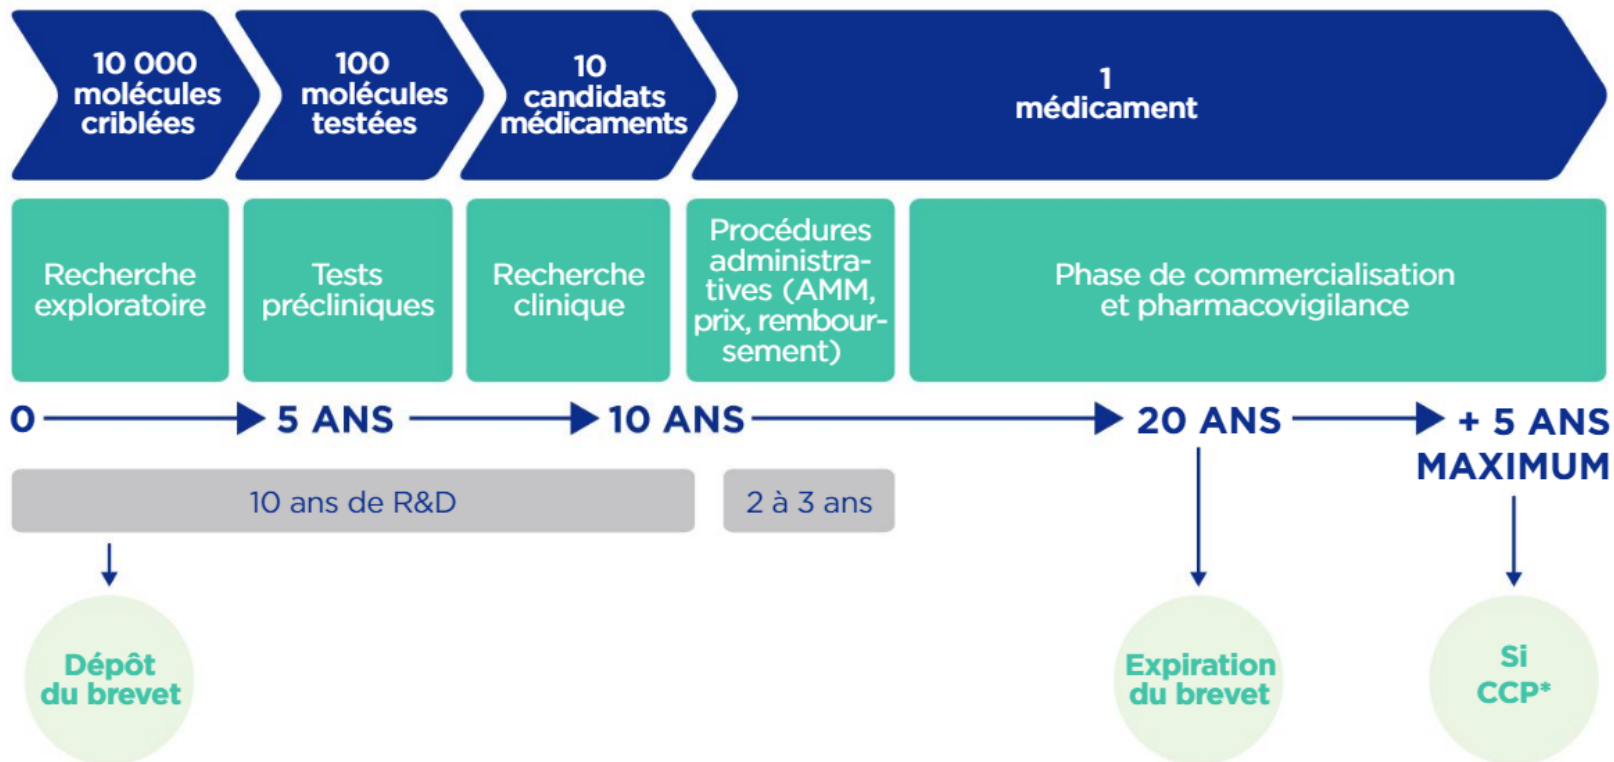 10 000
molécules
criblées
100
molécules
testées
10
candidats
médicaments
1
médicament
Recherche
exploratoire
Tests
précliniques
Recherche
clinique
Procédures
administra-
tives (AMM,
prix, rembour-
sement)
Phase de commercialisation
et pharmacovigilance
0
5 ANS
10 ANS
20 ANS
+ 5 ANS
MAXIMUM
10 ans de R&D
2 à 3 ans
Dépôt
du brevet
Expiration
du brevet
Si
CCP*